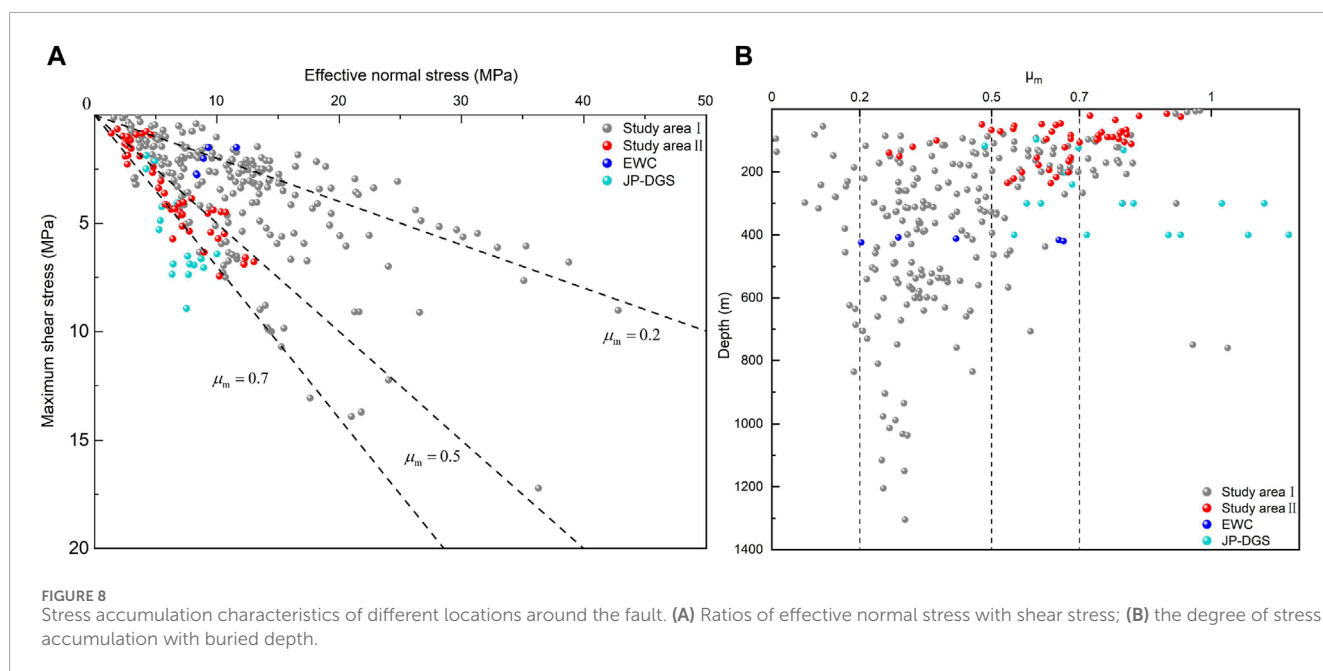 A
Effective normal stress (MPa)
0 10 20 30 40 50
Study area I
Study area II
EWC
JP-DGS
5
10
15
20
Maximum shear stress (MPa)
μm = 0.2
μm = 0.7
μm = 0.5
B
μm
0 0.2 0.5 0.7 1
200
400
600
800
1000
1200
1400
Depth (m)
Study area I
Study area II
EWC
JP-DGS
FIGURE 8
Stress accumulation characteristics of different locations around the fault. (A) Ratios of effective normal stress with shear stress; (B) the degree of stress
accumulation with buried depth.